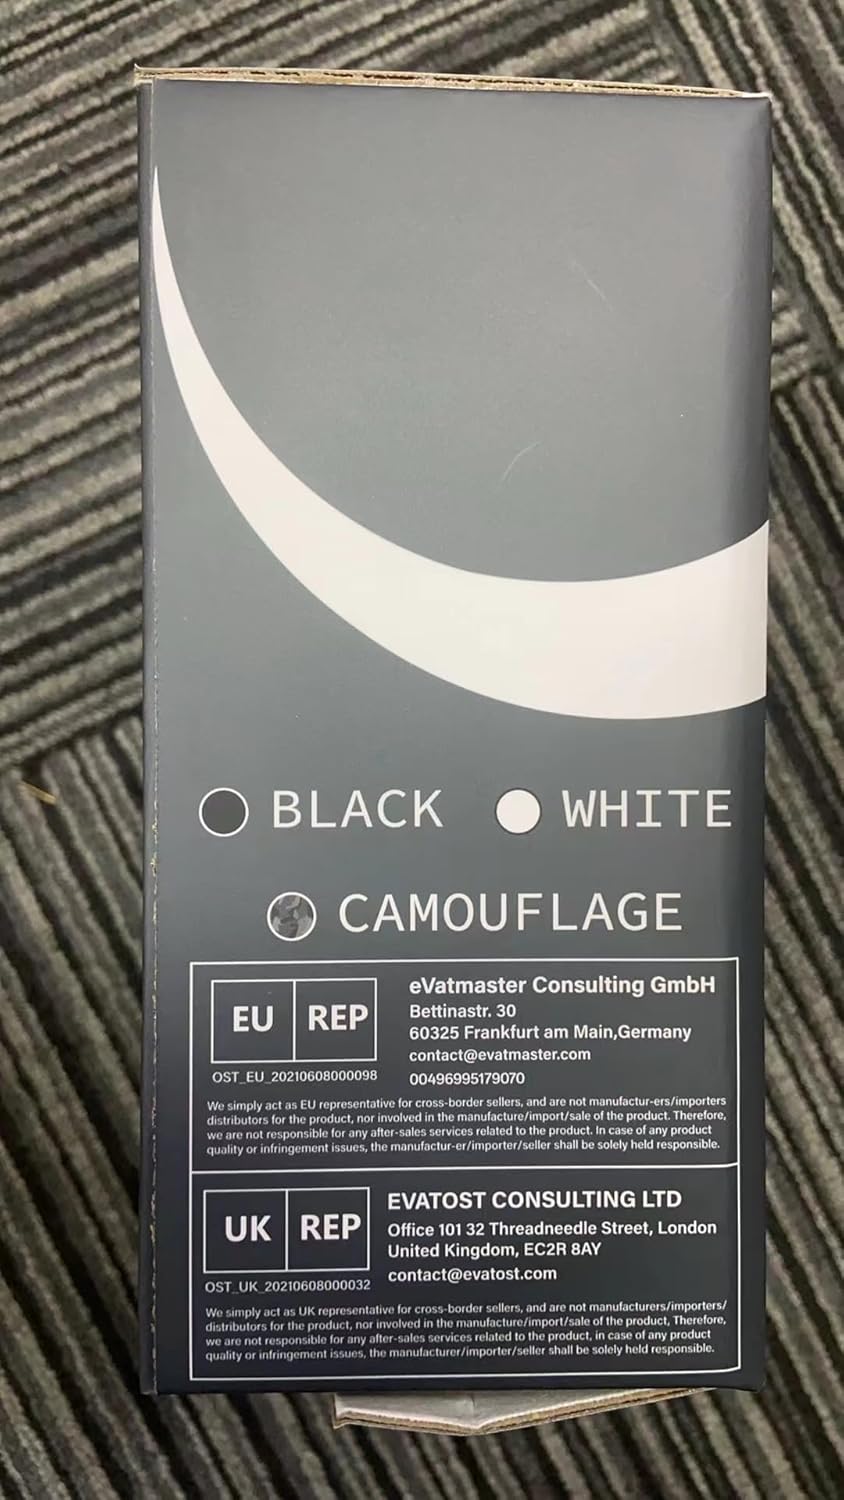 BLACK WHITE
CAMOUFLAGE
EU REP
OST_EU_20210608000098
eVatmaster Consulting GmbH
Bettinastr. 30
60325 Frankfurt am Main,Germany
contact@evatmaster.com
00496995179070
We simply act as EU representative for cross-border sellers, and are not manufactur-ers/importers
distributors for the product, nor involved in the manufacture/import/sale of the product. Therefore,
we are not responsible for any after-sales services related to the product. In case of any product
quality or infringement issues, the manufactur-er/importer/seller shall be solely held responsible.
UK REP
OST_UK_20210608000032
EVATOST CONSULTING LTD
Office 101 32 Threadneedle Street, London
United Kingdom, EC2R 8AY
contact@evatost.com
We simply act as UK representative for cross-border sellers, and are not manufacturers/importers/
distributors for the product, nor involved in the manufacture/import/sale of the product, Therefore,
we are not responsible for any after-sales services related to the product, in case of any product
quality or infringement issues, the manufacturer/importer/seller shall be solely held responsible.